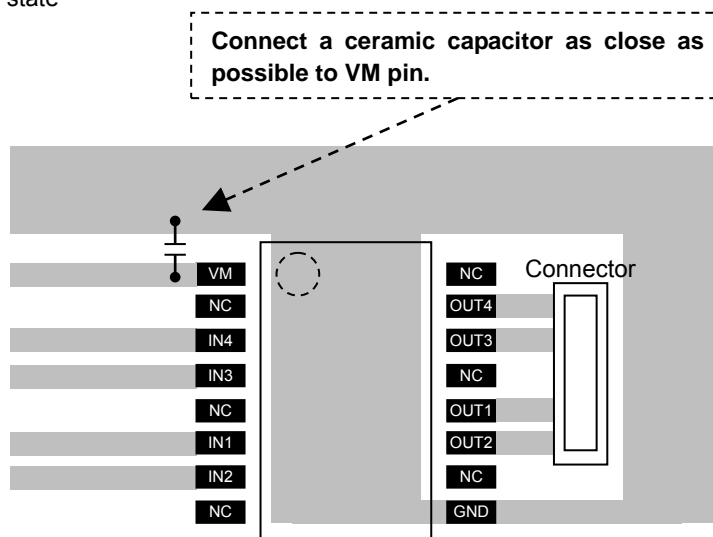 state
Connect a ceramic capacitor as close as
possible to VM pin.
VM
NC
IN4
IN3
NC
IN1
IN2
NC
NC
OUT4
OUT3
NC
OUT1
OUT2
NC
GND
Connector